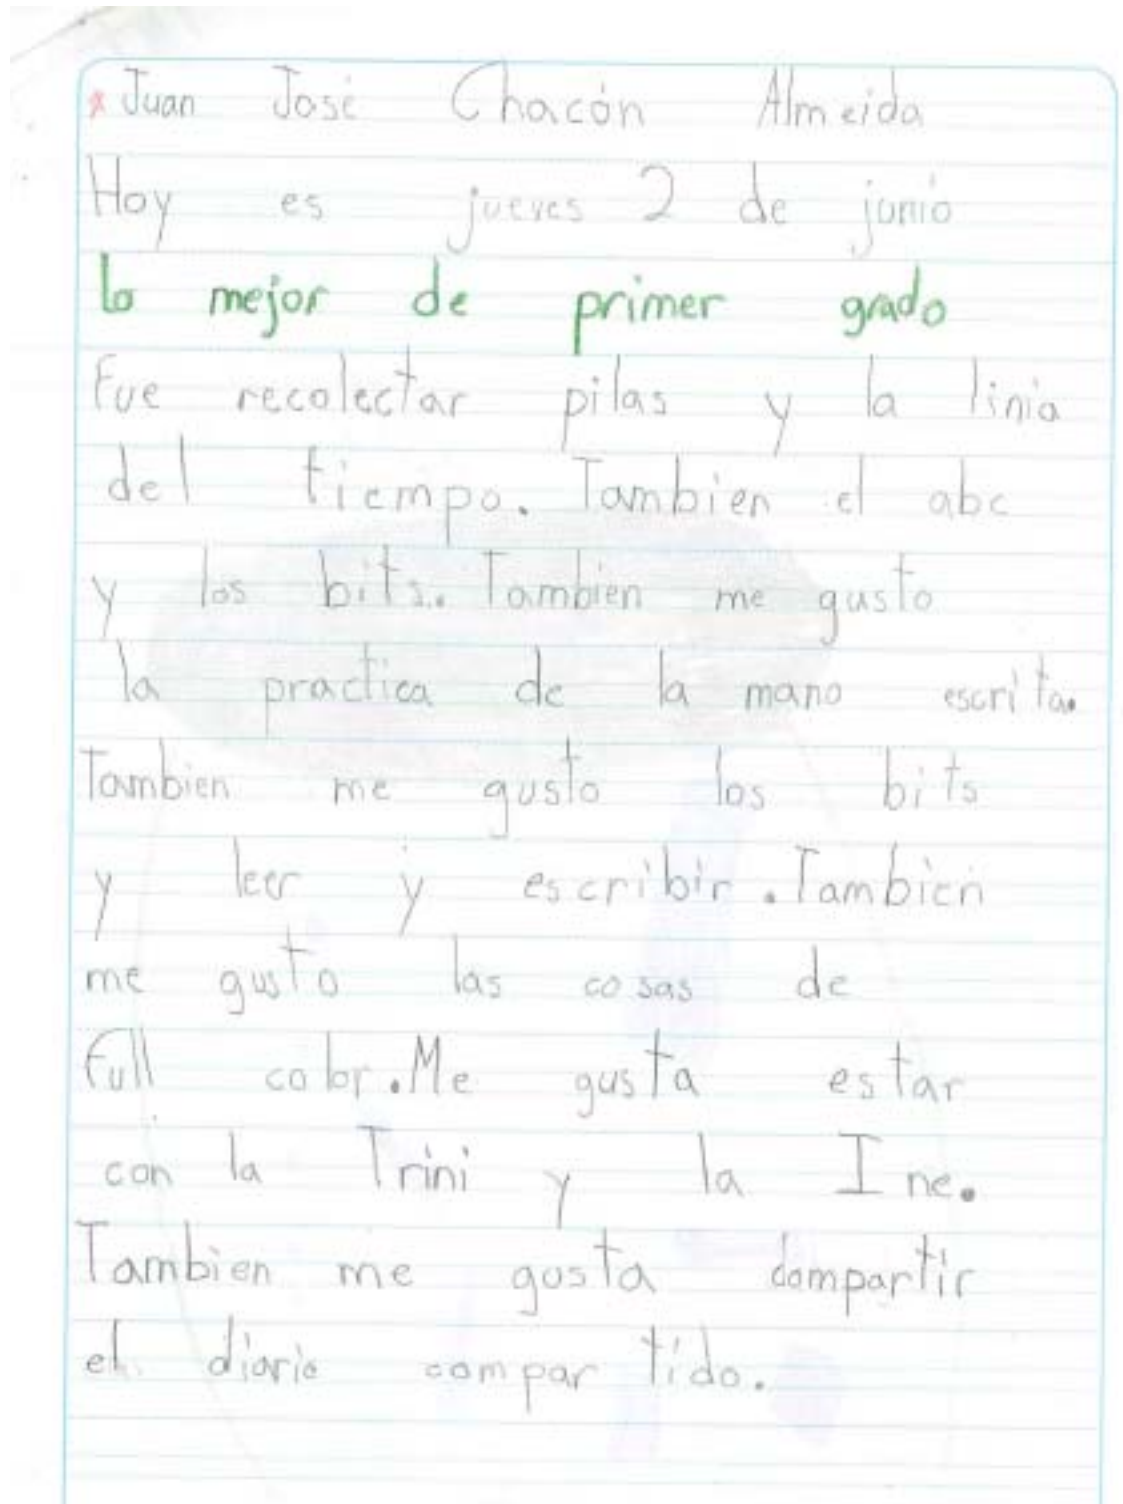 Juan José Chacón Almeida
Hoy es jueves 2 de junio
lo mejor de primer grado
Fue recolectar pilas y la linia
del tiempo. Tambien el abc
y los bits. Tambien me gusto
la practica de la mano escrita.
Tambien me gusto los bits
y leer y escribir. Tambien
me gusto las cosas de
full color. Me gusta estar
con la Trini y la Ine.
Tambien me gusta dompartir
el diario compartido.